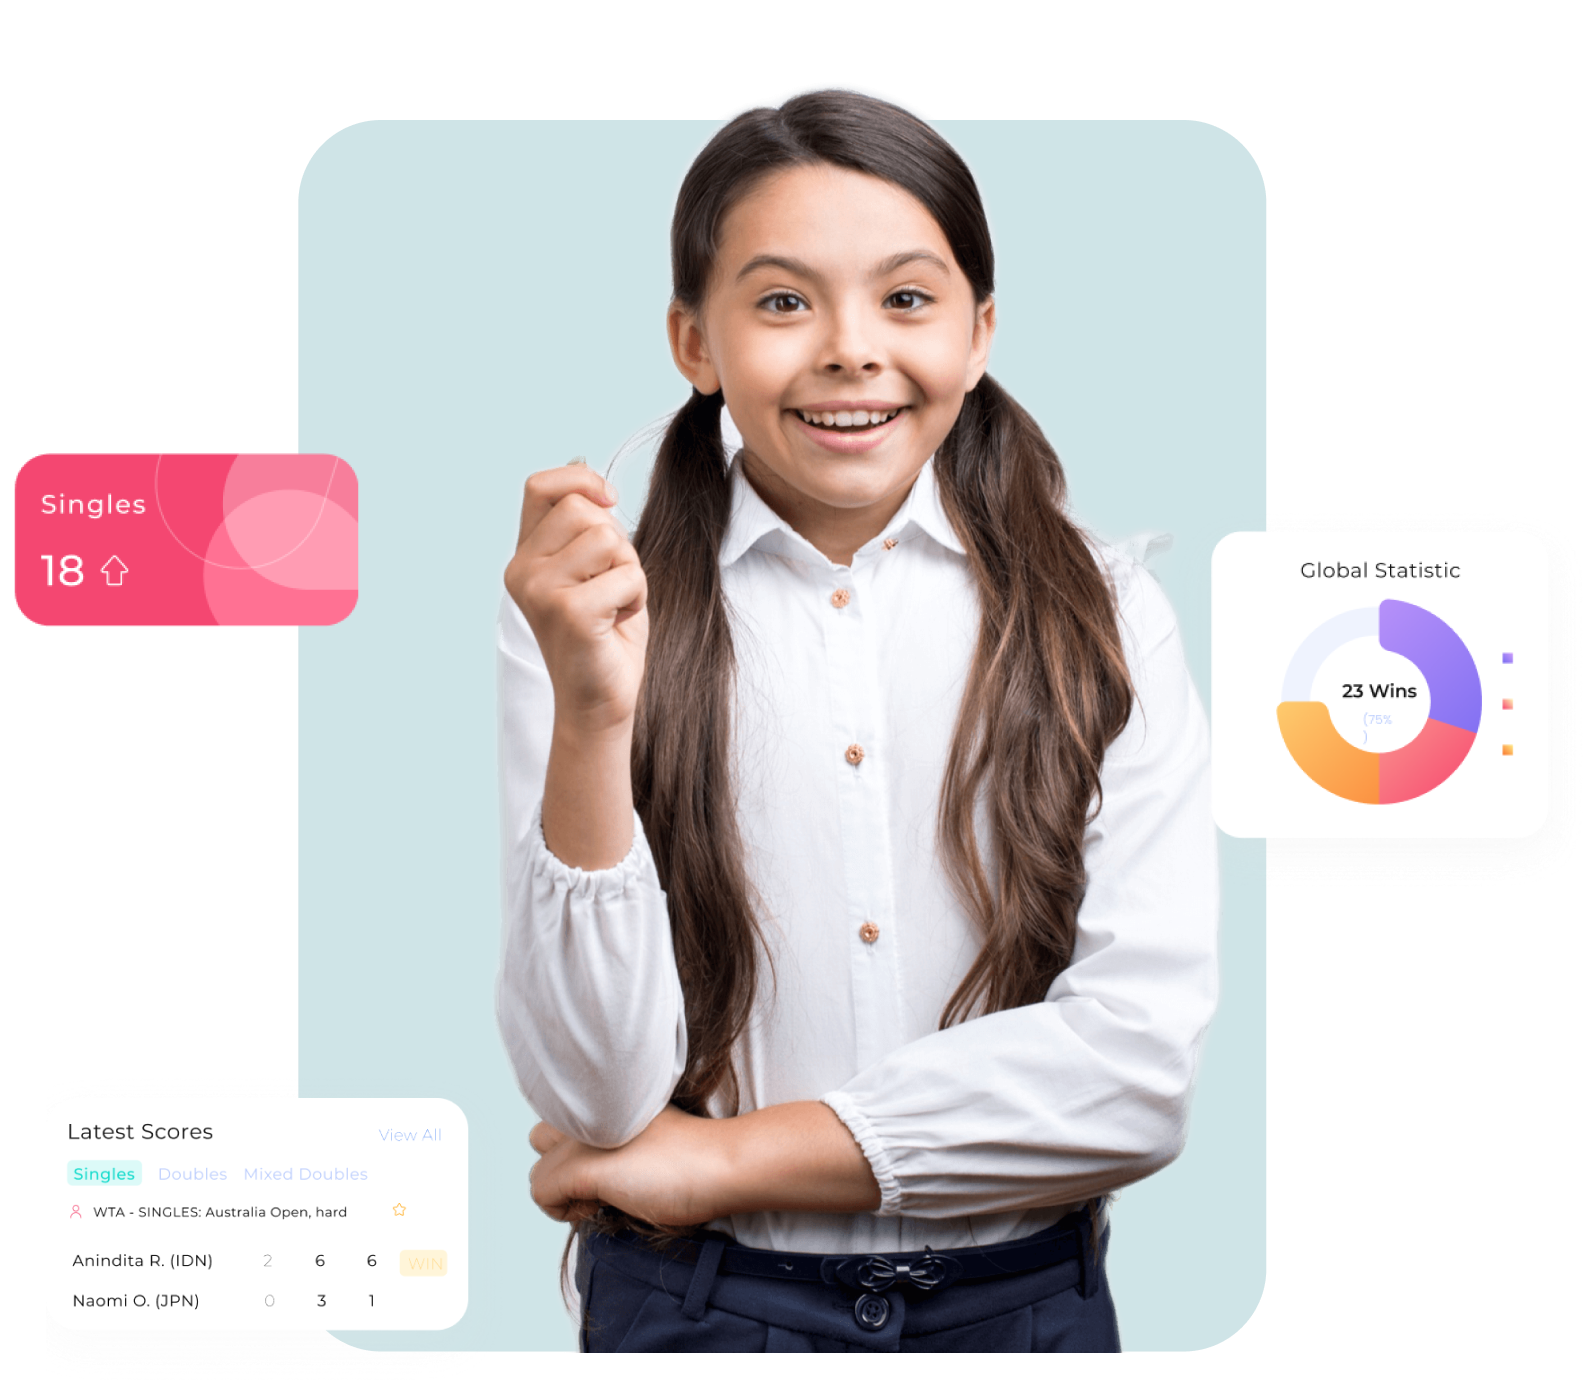 Singles
18
Global Statistic
23 Wins
(75%
)
Latest Scores
View All
Singles Doubles Mixed Doubles
WTA - SINGLES: Australia Open, hard
Anindita R. (IDN) 2 6 6 WIN
Naomi O. (JPN) 0 3 1